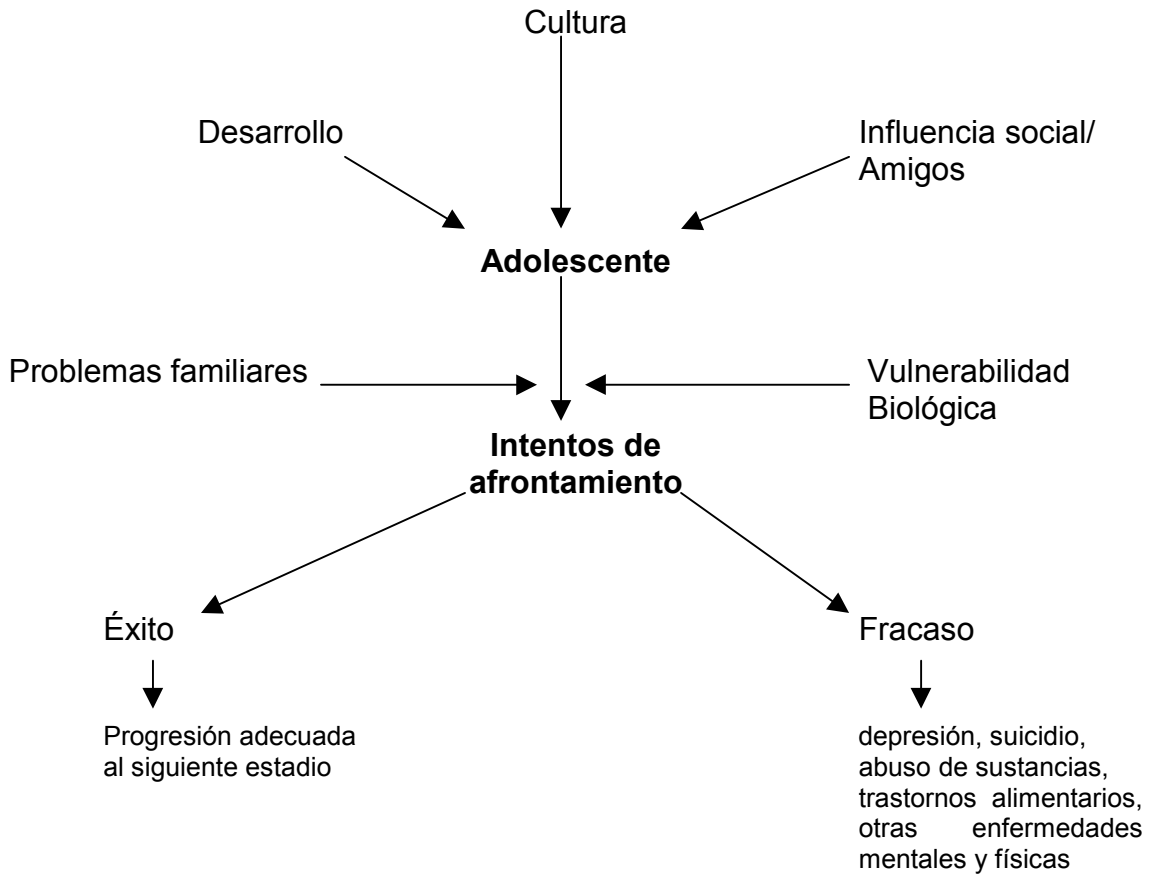 Cultura
Desarrollo
Influencia social/
Amigos
Adolescente
Problemas familiares
Vulnerabilidad
Biológica
Intentos de
afrontamiento
Éxito
Fracaso
Progresión adecuada
al siguiente estadio
depresión, suicidio,
abuso de sustancias,
trastornos alimentarios,
otras enfermedades
mentales y físicas